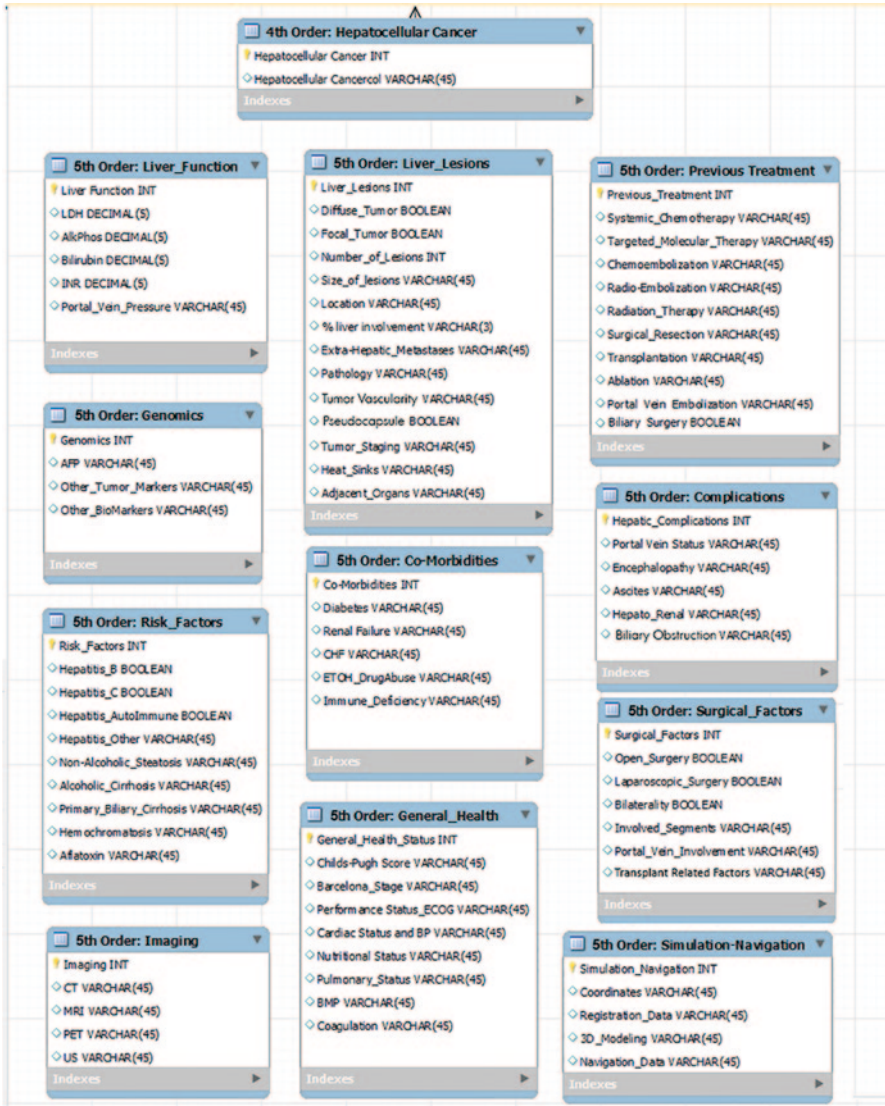 4th Order: Hepatocellular Cancer
Hepatocellular Cancer INT
Hepatocellular Cancercol VARCHAR(45)
Indexes
5th Order: Liver_Function
Liver Function INT
LDH DECIMAL(5)
AlkPhos DECIMAL(5)
Bilirubin DECIMAL(5)
INR DECIMAL(5)
Portal_Vein_Pressure VARCHAR(45)
Indexes
5th Order: Genomics
Genomics INT
AFP VARCHAR(45)
Other_Tumor_Markers VARCHAR(45)
Other_BioMarkers VARCHAR(45)
Indexes
5th Order: Risk_Factors
Risk_Factors INT
Hepatitis_B BOOLEAN
Hepatitis_C BOOLEAN
Hepatitis_AutoImmune BOOLEAN
Hepatitis_Other VARCHAR(45)
Non-Alcoholic_Steatosis VARCHAR(45)
Alcoholic_Cirrhosis VARCHAR(45)
Primary_Biliary_Cirrhosis VARCHAR(45)
Hemochromatosis VARCHAR(45)
Aflatoxin VARCHAR(45)
Indexes
5th Order: Imaging
Imaging INT
CT VARCHAR(45)
MRI VARCHAR(45)
PET VARCHAR(45)
US VARCHAR(45)
Indexes
5th Order: Liver_Lesions
Liver_Lesions INT
Diffuse_Tumor BOOLEAN
Focal_Tumor BOOLEAN
Number_of_Lesions INT
Size_of_lesions VARCHAR(45)
Location VARCHAR(45)
% liver involvement VARCHAR(3)
Extra-Hepatic_Metastases VARCHAR(45)
Pathology VARCHAR(45)
Tumor Vascularity VARCHAR(45)
Pseudocapsule BOOLEAN
Tumor_Staging VARCHAR(45)
Heat_Sinks VARCHAR(45)
Adjacent_Organs VARCHAR(45)
Indexes
5th Order: Co-Morbidities
Co-Morbidities INT
Diabetes VARCHAR(45)
Renal Failure VARCHAR(45)
CHF VARCHAR(45)
ETOH_DrugAbuse VARCHAR(45)
Immune_Deficiency VARCHAR(45)
Indexes
5th Order: General_Health
General_Health_Status INT
Childs-Pugh Score VARCHAR(45)
Barcelona_Stage VARCHAR(45)
Performance Status_ECOG VARCHAR(45)
Cardiac Status and BP VARCHAR(45)
Nutritional Status VARCHAR(45)
Pulmonary_Status VARCHAR(45)
BMP VARCHAR(45)
Coagulation VARCHAR(45)
Indexes
5th Order: Previous Treatment
Previous_Treatment INT
Systemic_Chemotherapy VARCHAR(45)
Targeted_Molecular_Therapy VARCHAR(45)
Chemoembolization VARCHAR(45)
Radio-Embolization VARCHAR(45)
Radiation_Therapy VARCHAR(45)
Surgical_Resection VARCHAR(45)
Transplantation VARCHAR(45)
Ablation VARCHAR(45)
Portal Vein Embolization VARCHAR(45)
Biliary Surgery BOOLEAN
Indexes
5th Order: Complications
Hepatic_Complications INT
Portal Vein Status VARCHAR(45)
Encephalopathy VARCHAR(45)
Ascites VARCHAR(45)
Hepato_Renal VARCHAR(45)
Biliary Obstruction VARCHAR(45)
Indexes
5th Order: Surgical_Factors
Surgical_Factors INT
Open_Surgery BOOLEAN
Laparoscopic_Surgery BOOLEAN
Bilaterality BOOLEAN
Involved_Segments VARCHAR(45)
Portal_Vein_Involvement VARCHAR(45)
Transplant Related Factors VARCHAR(45)
Indexes
5th Order: Simulation-Navigation
Simulation_Navigation INT
Coordinates VARCHAR(45)
Registration_Data VARCHAR(45)
3D_Modeling VARCHAR(45)
Navigation_Data VARCHAR(45)
Indexes